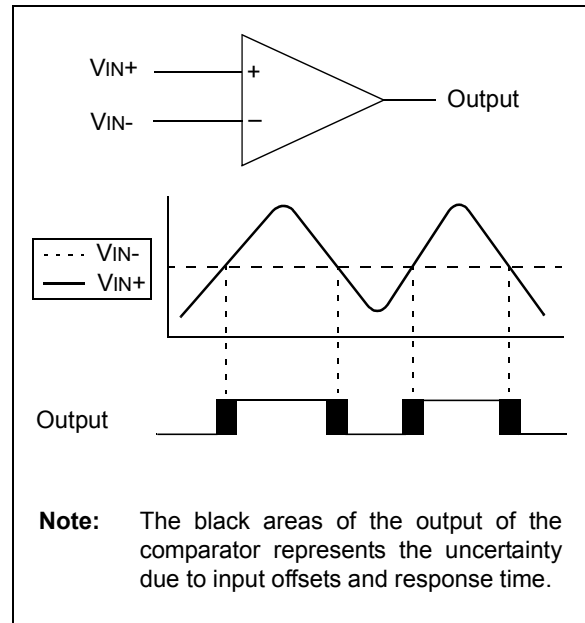 VIN+
+
Output
VIN-
–
VIN-
VIN+
Output
Note: The black areas of the output of the
comparator represents the uncertainty
due to input offsets and response time.